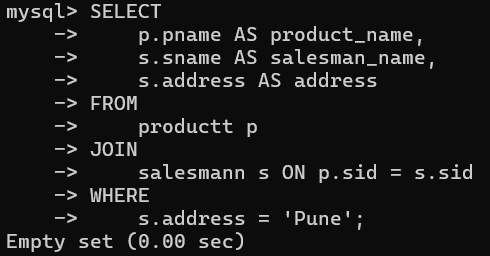 mysql> SELECT
    ->     p.pname AS product_name,
    ->     s.sname AS salesman_name,
    ->     s.address AS address
    -> FROM
    ->     productt p
    -> JOIN
    ->     salesmann s ON p.sid = s.sid
    -> WHERE
    ->     s.address = 'Pune';
Empty set (0.00 sec)